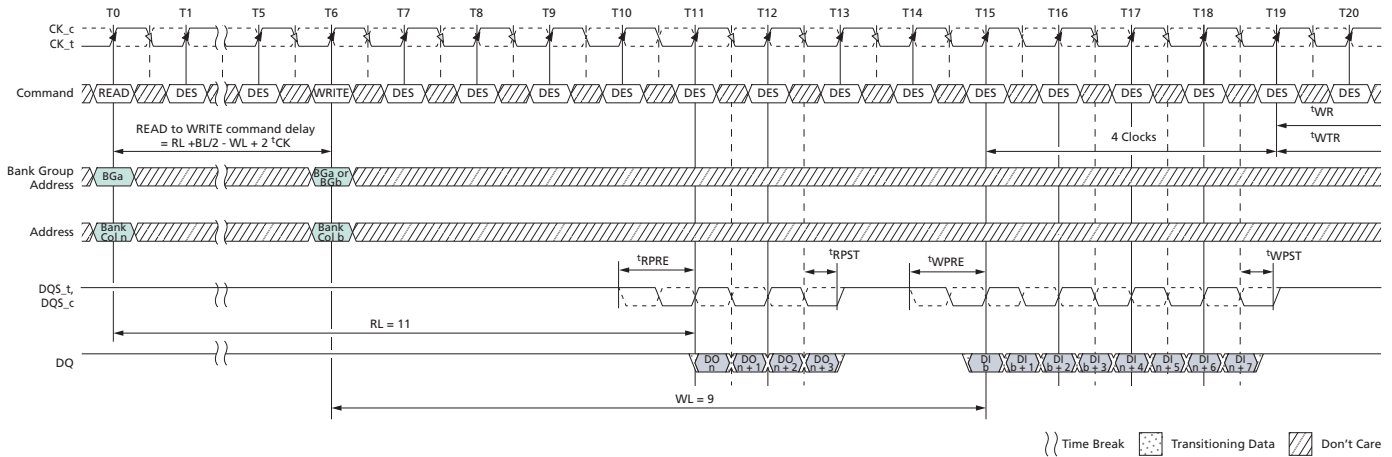 T0 T1 T5 T6 T7 T8 T9 T10 T11 T12 T13 T14 T15 T16 T17 T18 T19 T20
CK_c
CK_t
Command READ DES DES WRITE DES DES DES DES DES DES DES DES DES DES DES DES DES DES
tWR
READ to WRITE command delay
= RL +BL/2 - WL + 2 tCK
4 Clocks
tWTR
Bank Group
Address
BGa
BGa or
BGb
Address
Bank
Col n
Bank
Col b
tRPRE tRPST tWPRE tWPST
DQS_t,
DQS_c
RL = 11
DQ
DO
n
DO
n + 1
DO
n + 2
DO
n + 3
DI
b
DI
b + 1
DI
b + 2
DI
b + 3
DI
n + 4
DI
n + 5
DI
n + 6
DI
n + 7
WL = 9
Time Break Transitioning Data Don't Care